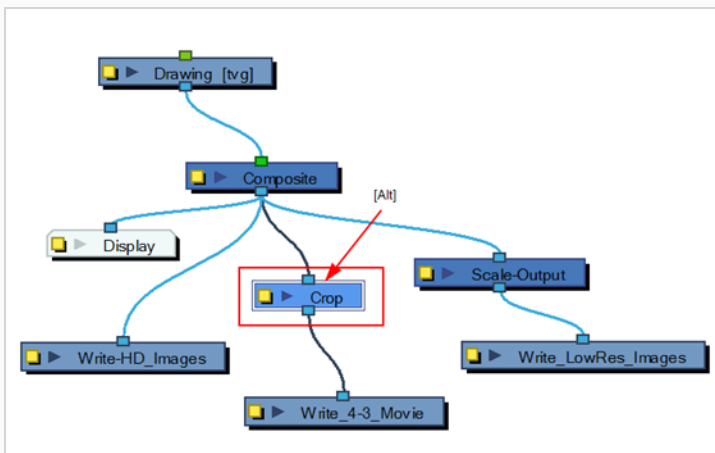 Drawing [tvg]
Composite
[Alt]
Display
Scale-Output
Crop
Write-HD_Images
Write_LowRes_Images
Write_4-3_Movie